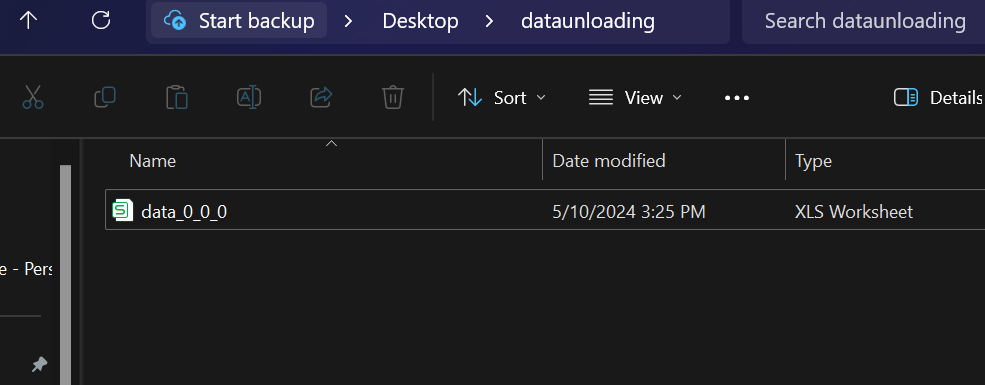 Start backup > Desktop > dataunloading Search dataunloading
Sort View ... Details
Name Date modified Type
data_0_0_0 5/10/2024 3:25 PM XLS Worksheet
e - Pers